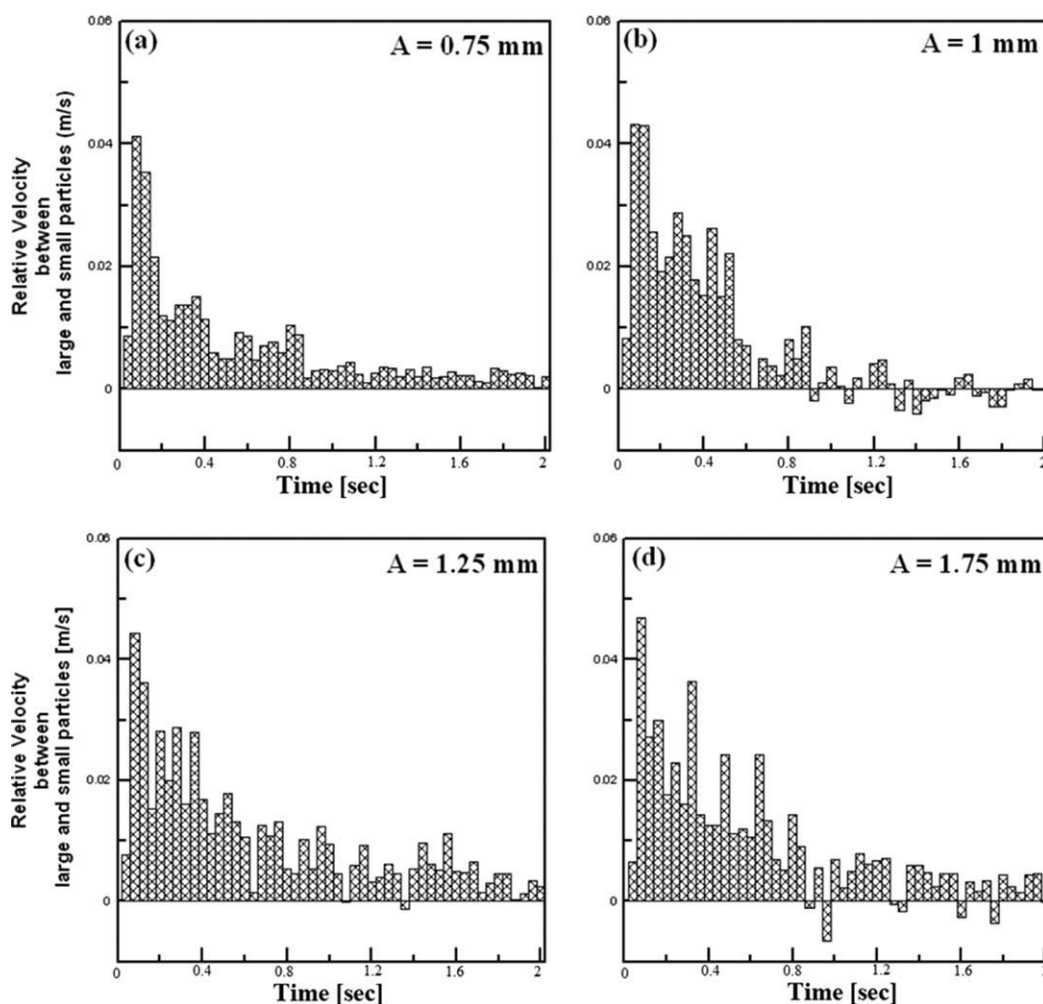 (a)
A = 0.75 mm
0.06
0.04
0.02
0
Relative Velocity
between
large and small particles (m/s)
0 0.4 0.8 1.2 1.6 2
Time [sec]
(b)
A = 1 mm
0.06
0.04
0.02
0
0 0.4 0.8 1.2 1.6 2
Time [sec]
(c)
A = 1.25 mm
0.06
0.04
0.02
0
Relative Velocity
between
large and small particles [m/s]
0 0.4 0.8 1.2 1.6 2
Time [sec]
(d)
A = 1.75 mm
0.06
0.04
0.02
0
0 0.4 0.8 1.2 1.6 2
Time [sec]